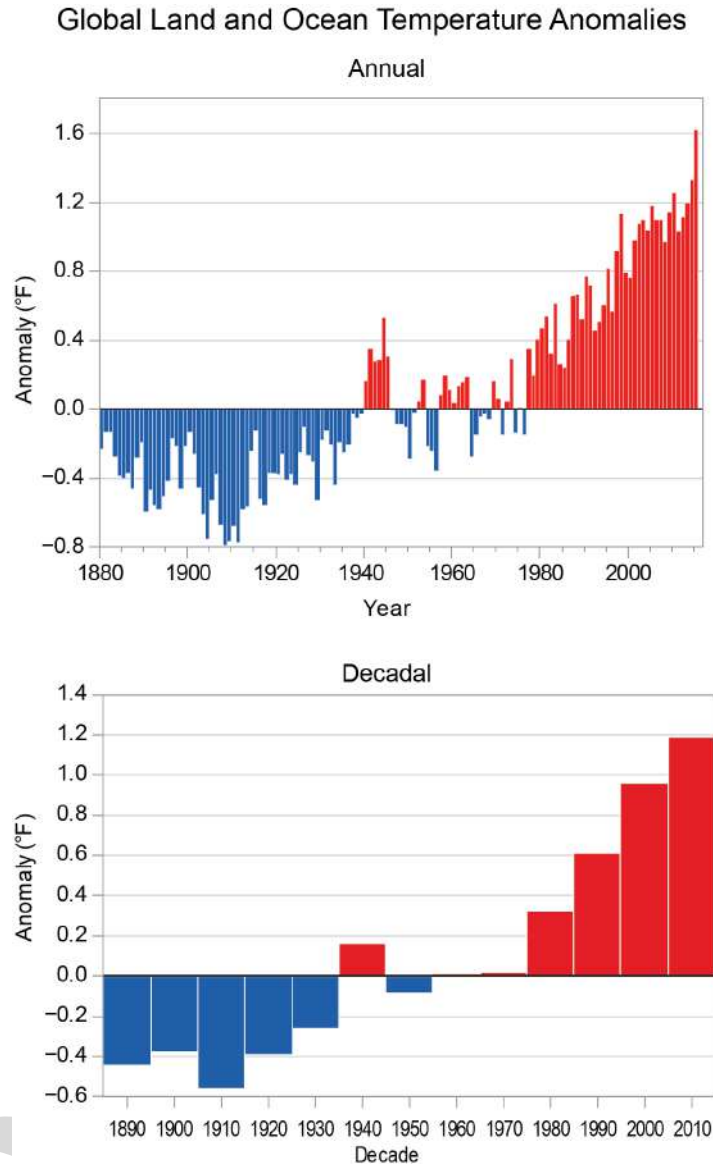 Global Land and Ocean Temperature Anomalies
Annual
1.6
1.2
0.8
0.4
0.0
−0.4
−0.8
Anomaly (°F)
1880 1900 1920 1940 1960 1980 2000
Year
Decadal
1.4
1.2
1.0
0.8
0.6
0.4
0.2
0.0
−0.2
−0.4
−0.6
Anomaly (°F)
1890 1900 1910 1920 1930 1940 1950 1960 1970 1980 1990 2000 2010
Decade